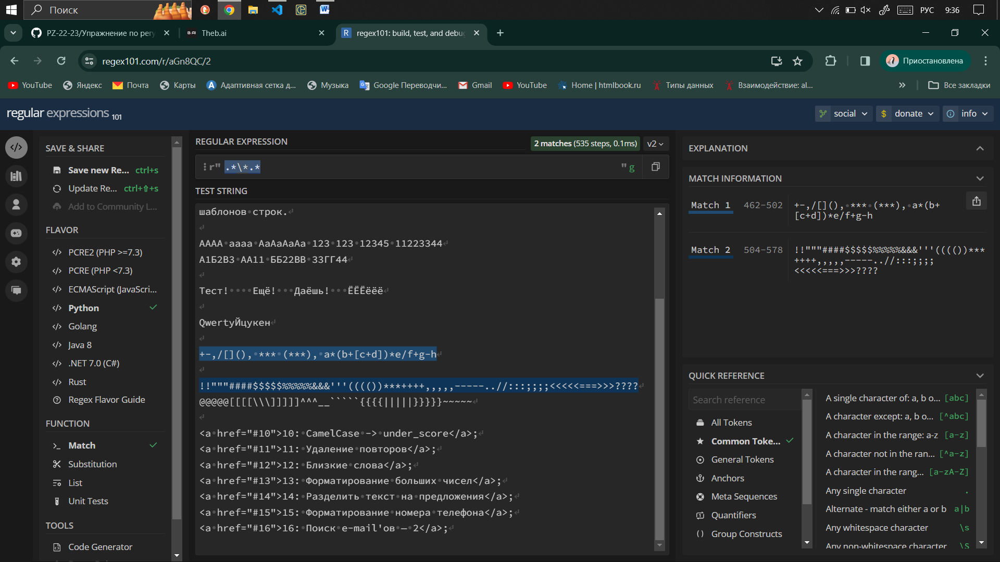 Поиск
РУС
9:36
PZ-22-23/Упражнение по регу
Theb.ai
regex101: build, test, and debug
regex101.com/r/aGn8QC/2
Приостановлена
YouTube
Яндекс
Почта
Карты
Адаптивная сетка д...
Музыка
Google Переводчи...
Gmail
YouTube
Home | htmlbook.ru
Типы данных
Взаимодействие: al...
Все закладки
regular expressions 101
social
donate
info
SAVE & SHARE
Save new Re... ctrl+s
Update Re... ctrl+⇧+s
Add to Community L...
FLAVOR
PCRE2 (PHP >=7.3)
PCRE (PHP <7.3)
ECMAScript (JavaScri...
Python
Golang
Java 8
.NET 7.0 (C#)
Rust
Regex Flavor Guide
FUNCTION
Match
Substitution
List
Unit Tests
TOOLS
Code Generator
REGULAR EXPRESSION
2 matches (535 steps, 0.1ms)
v2
r" .*\*.* " g
TEST STRING
шаблонов строк.
АААА аааа АаАаАаАа 123 123 12345 11223344
А1Б2В3 АА11 ББ22ВВ 33ГГ44
Тест!    Ещё!   Даёшь!   ЁЁЁёёё
QwertyЙцукен
+-,/[](), *** (***), a*(b+[c+d])*e/f+g-h
!!"""####$$$$$%%%%%&&&'''(((())***++++,,,,,-----..//:::;;;;<<<<<===>>>????
@@@@@[[[[\\\]]]]]^^^__`````{{{{|||||}}}}}~~~~~
<a href="#10">10: CamelCase -> under_score</a>;
<a href="#11">11: Удаление повторов</a>;
<a href="#12">12: Близкие слова</a>;
<a href="#13">13: Форматирование больших чисел</a>;
<a href="#14">14: Разделить текст на предложения</a>;
<a href="#15">15: Форматирование номера телефона</a>;
<a href="#16">16: Поиск e-mail'ов — 2</a>;
EXPLANATION
MATCH INFORMATION
Match 1 462-502 +-,/[](), *** (***), a*(b+
[c+d])*e/f+g-h
Match 2 504-578 !!"""####$$$$$%%%%%&&&'''(((())***
++++,,,,,-----..//:::;;;;
<<<<<===>>>????
QUICK REFERENCE
Search reference
All Tokens
Common Toke...
General Tokens
Anchors
Meta Sequences
Quantifiers
Group Constructs
A single character of: a, b o... [abc]
A character except: a, b o... [^abc]
A character in the range: a-z [a-z]
A character not in the ran... [^a-z]
A character in the rang... [a-zA-Z]
Any single character .
Alternate - match either a or b a|b
Any whitespace character \s
Any non-whitespace character \S